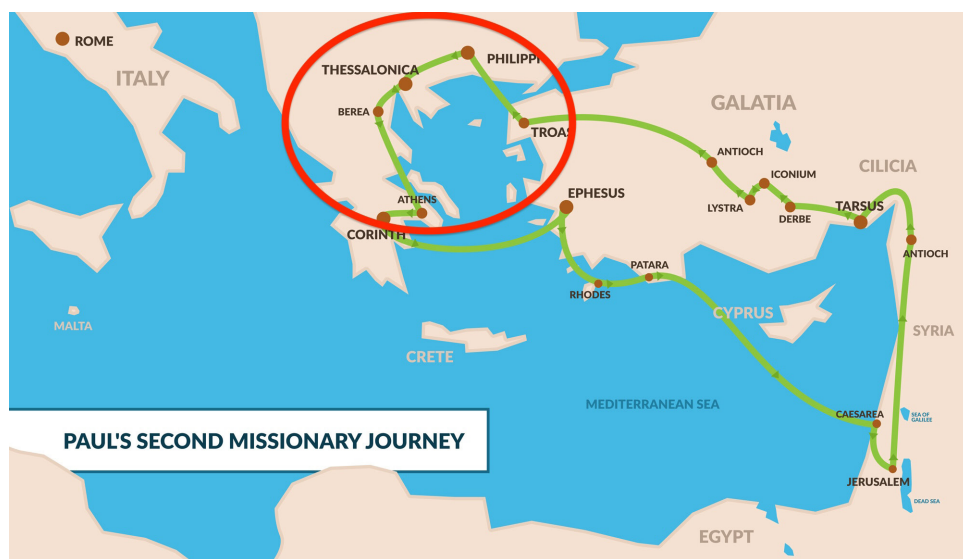 ROME
ITALY
PHILIPPI
THESSALONICA
GALATIA
BEREA
TROAS
ANTIOCH
CILICIA
ICONIUM
EPHESUS
ATHENS
LYSTRA
DERBE
TARSUS
CORINTH
ANTIOCH
PATARA
RHODES
CYPRUS
MALTA
SYRIA
CRETE
MEDITERRANEAN SEA
CAESAREA
SEA OF
GALILEE
PAUL'S SECOND MISSIONARY JOURNEY
JERUSALEM
DEAD SEA
EGYPT